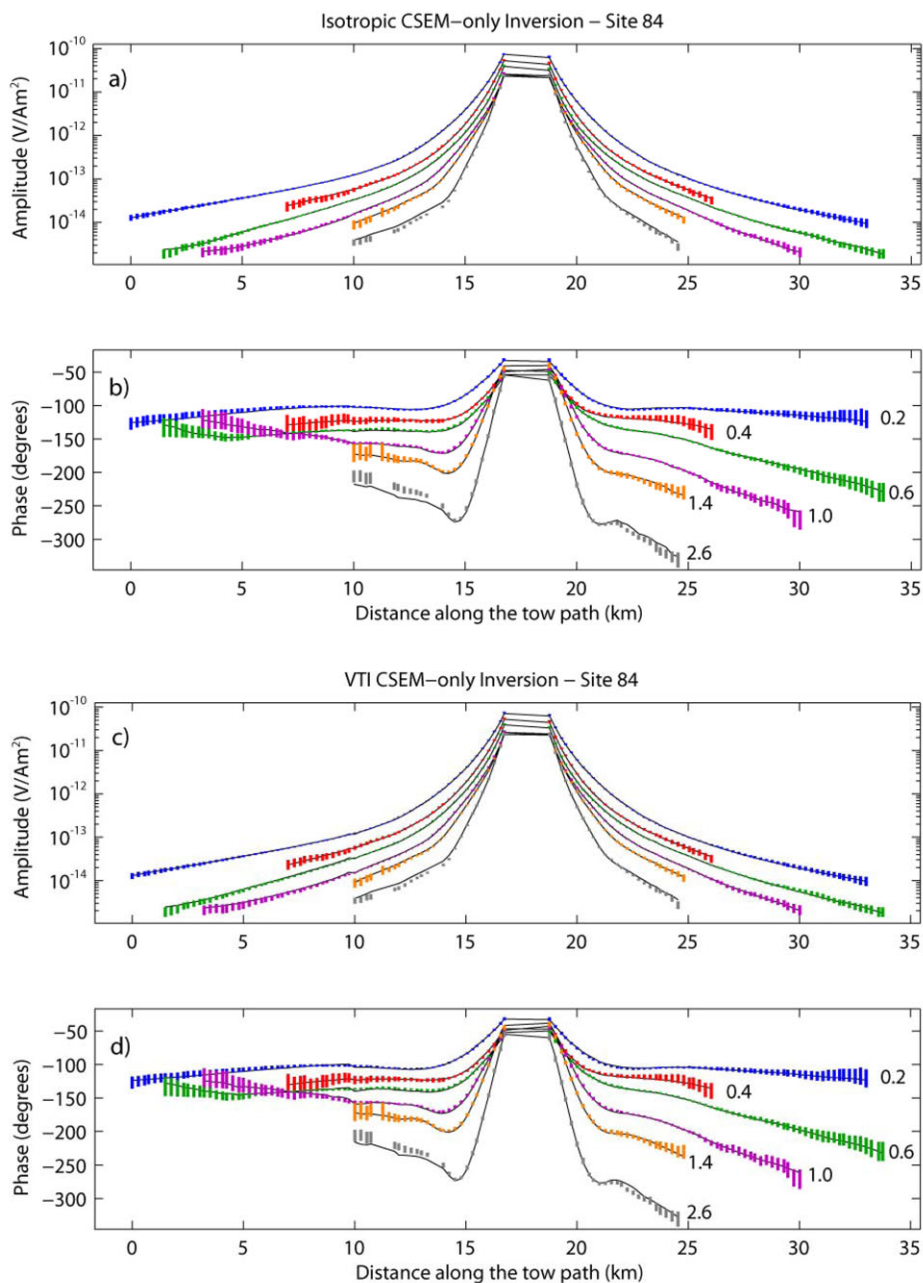 Isotropic CSEM−only Inversion − Site 84
a)
Amplitude (V/Am²)
10⁻¹⁰
10⁻¹¹
10⁻¹²
10⁻¹³
10⁻¹⁴
0 5 10 15 20 25 30 35
b)
Phase (degrees)
−50
−100
−150
−200
−250
−300
0.2
0.4
0.6
1.4
1.0
2.6
0 5 10 15 20 25 30 35
Distance along the tow path (km)
VTI CSEM−only Inversion − Site 84
c)
Amplitude (V/Am²)
10⁻¹⁰
10⁻¹¹
10⁻¹²
10⁻¹³
10⁻¹⁴
0 5 10 15 20 25 30 35
d)
Phase (degrees)
−50
−100
−150
−200
−250
−300
0.2
0.4
0.6
1.4
1.0
2.6
0 5 10 15 20 25 30 35
Distance along the tow path (km)